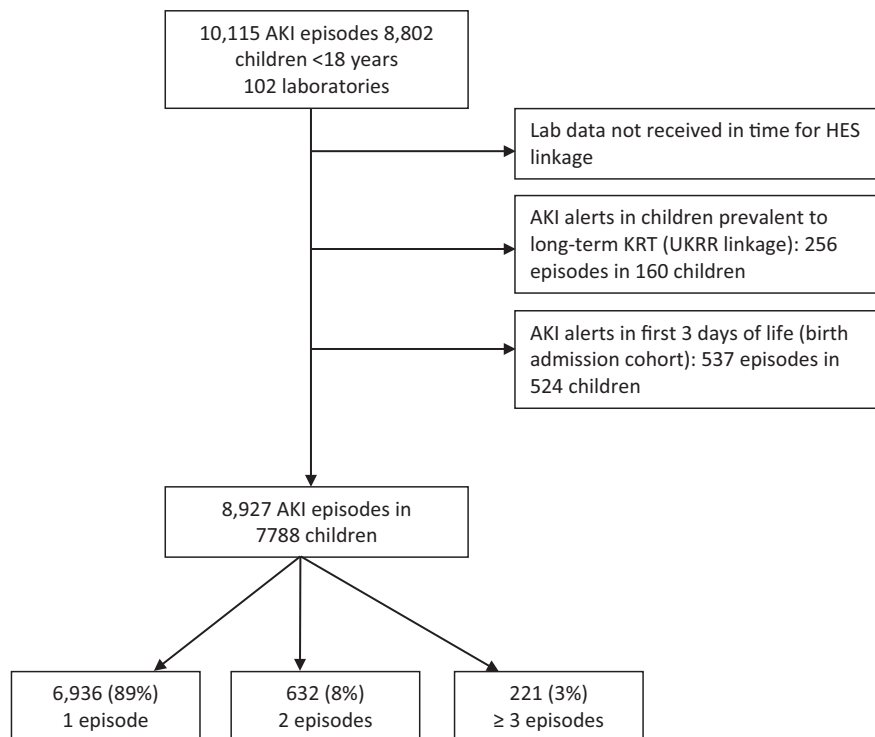 10,115 AKI episodes 8,802
children <18 years
102 laboratories
Lab data not received in time for HES
linkage
AKI alerts in children prevalent to
long-term KRT (UKRR linkage): 256
episodes in 160 children
AKI alerts in first 3 days of life (birth
admission cohort): 537 episodes in
524 children
8,927 AKI episodes in
7788 children
6,936 (89%)
1 episode
632 (8%)
2 episodes
221 (3%)
≥ 3 episodes